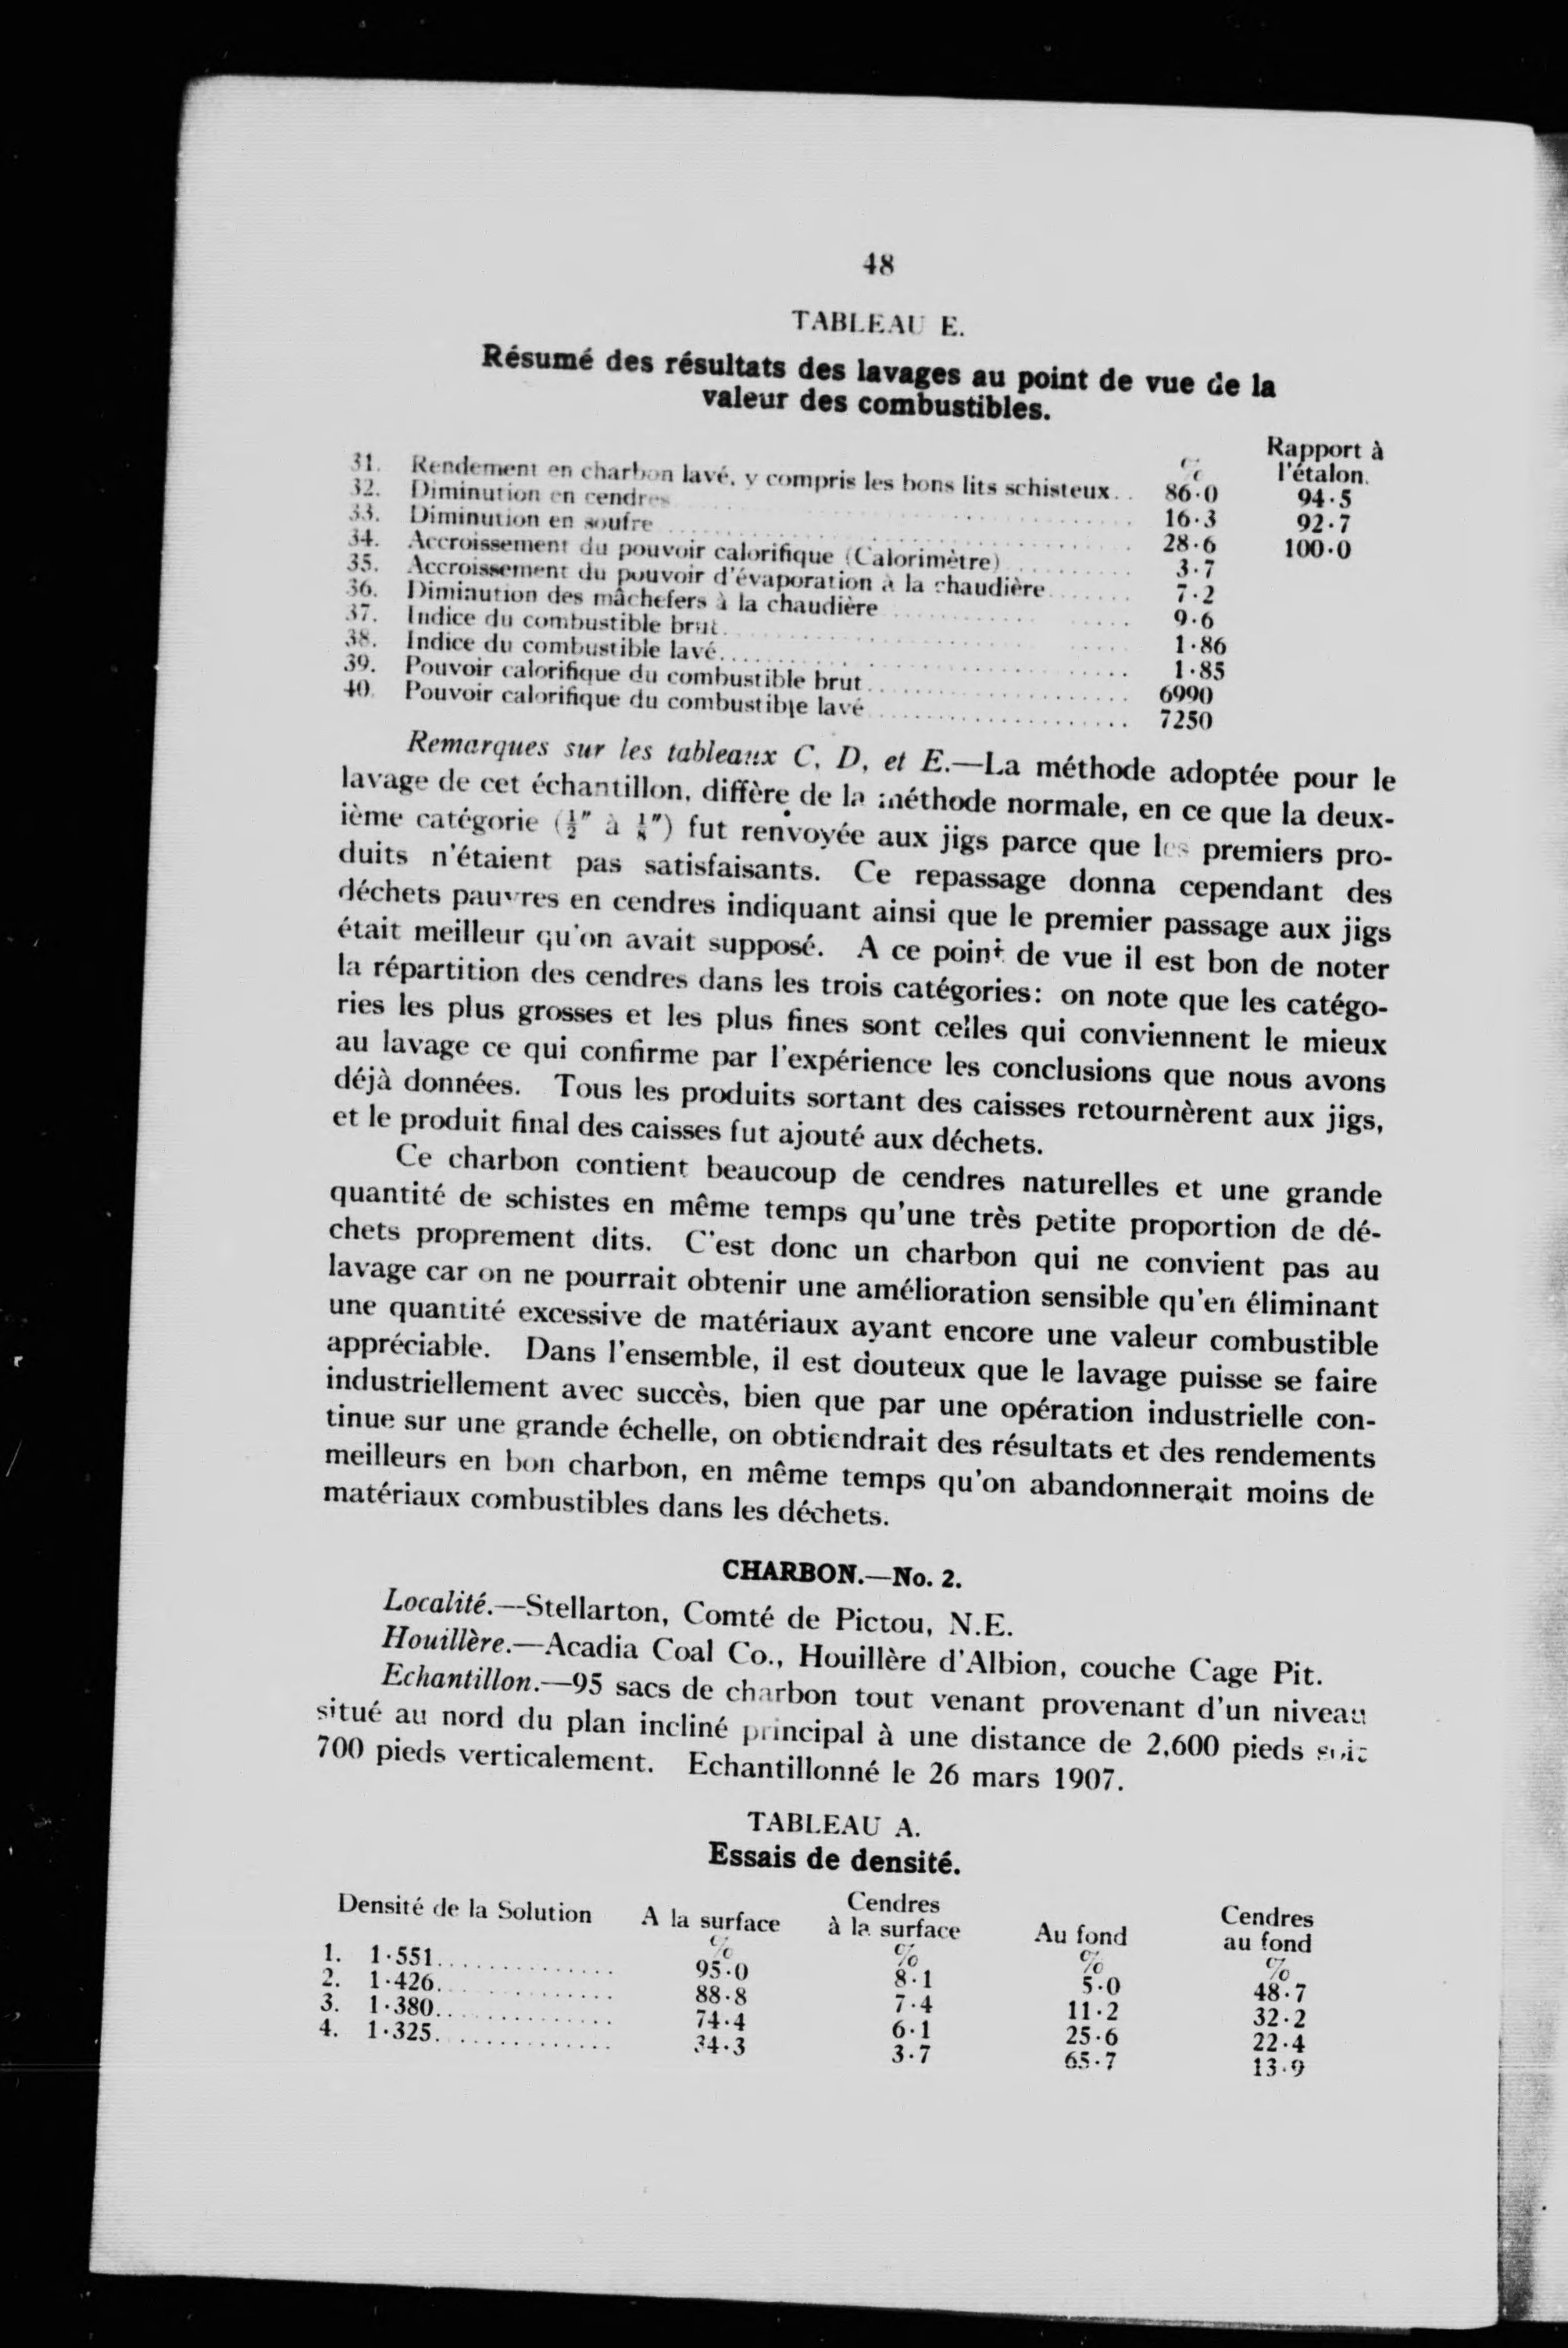 48
TABLEAU E.
Résumé des résultats des lavages au point de vue de la
valeur des combustibles.
% Rapport à l'étalon.
31. Rendement en charbon lavé, y compris les bons lits schisteux.. 86·0 94·5
32. Diminution en cendres 16·3 92·7
33. Diminution en soufre 28·6 100·0
34. Accroissement du pouvoir calorifique (Calorimètre) 3·7
35. Accroissement du pouvoir d'évaporation à la chaudière 7·2
36. Diminution des mâchefers à la chaudière 9·6
37. Indice du combustible brut 1·86
38. Indice du combustible lavé 1·85
39. Pouvoir calorifique du combustible brut 6990
40. Pouvoir calorifique du combustible lavé 7250
Remarques sur les tableaux C, D, et E.—La méthode adoptée pour le
lavage de cet échantillon, diffère de la méthode normale, en ce que la deux-
ième catégorie (½″ à ⅛″) fut renvoyée aux jigs parce que les premiers pro-
duits n'étaient pas satisfaisants. Ce repassage donna cependant des
déchets pauvres en cendres indiquant ainsi que le premier passage aux jigs
était meilleur qu'on avait supposé. A ce point de vue il est bon de noter
la répartition des cendres dans les trois catégories: on note que les catégo-
ries les plus grosses et les plus fines sont celles qui conviennent le mieux
au lavage ce qui confirme par l'expérience les conclusions que nous avons
déjà données. Tous les produits sortant des caisses retournèrent aux jigs,
et le produit final des caisses fut ajouté aux déchets.
Ce charbon contient beaucoup de cendres naturelles et une grande
quantité de schistes en même temps qu'une très petite proportion de dé-
chets proprement dits. C'est donc un charbon qui ne convient pas au
lavage car on ne pourrait obtenir une amélioration sensible qu'en éliminant
une quantité excessive de matériaux ayant encore une valeur combustible
appréciable. Dans l'ensemble, il est douteux que le lavage puisse se faire
industriellement avec succès, bien que par une opération industrielle con-
tinue sur une grande échelle, on obtiendrait des résultats et des rendements
meilleurs en bon charbon, en même temps qu'on abandonnerait moins de
matériaux combustibles dans les déchets.
CHARBON.—No. 2.
Localité.—Stellarton, Comté de Pictou, N.E.
Houillère.—Acadia Coal Co., Houillère d'Albion, couche Cage Pit.
Echantillon.—95 sacs de charbon tout venant provenant d'un niveau
situé au nord du plan incliné principal à une distance de 2,600 pieds soit
700 pieds verticalement. Echantillonné le 26 mars 1907.
TABLEAU A.
Essais de densité.
Densité de la Solution A la surface Cendres à la surface Au fond Cendres au fond
% % % %
1. 1·551 95·0 8·1 5·0 48·7
2. 1·426 88·8 7·4 11·2 32·2
3. 1·380 74·4 6·1 25·6 22·4
4. 1·325 34·3 3·7 65·7 13·9